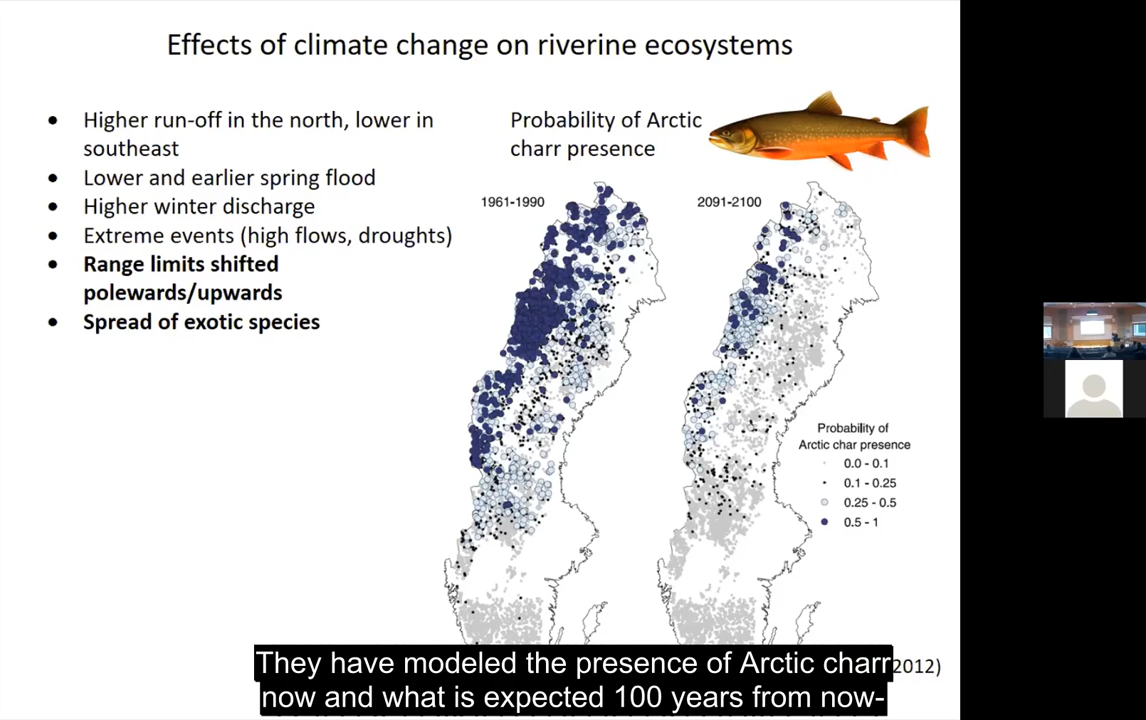 Effects of climate change on riverine ecosystems
• Higher run-off in the north, lower in
southeast
• Lower and earlier spring flood
• Higher winter discharge
• Extreme events (high flows, droughts)
• Range limits shifted
polewards/upwards
• Spread of exotic species
Probability of Arctic
charr presence
1961-1990
2091-2100
Probability of
Arctic char presence
0.0 - 0.1
0.1 - 0.25
0.25 - 0.5
0.5 - 1
2012)
They have modeled the presence of Arctic charr
now and what is expected 100 years from now-